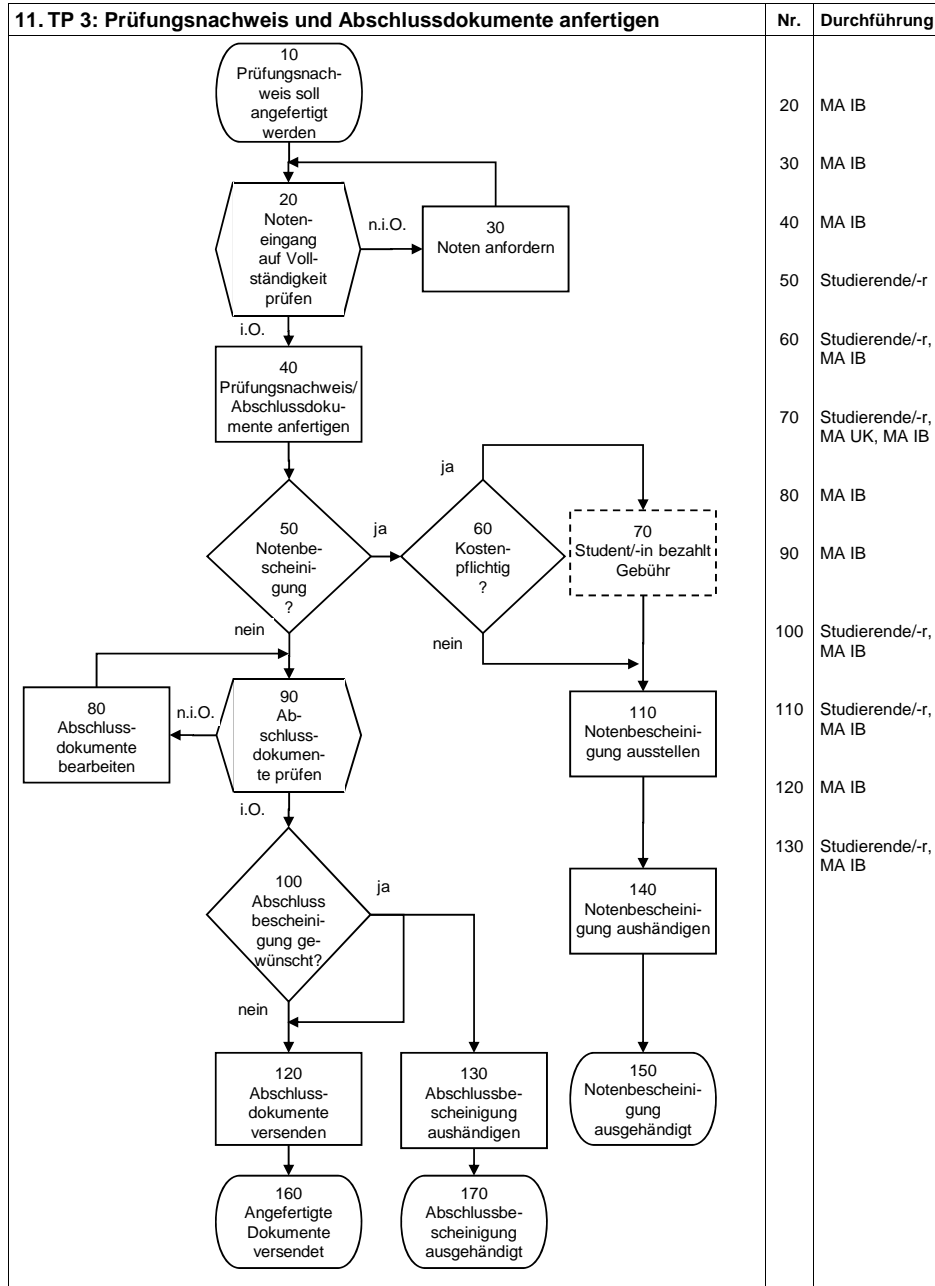 11. TP 3: Prüfungsnachweis und Abschlussdokumente anfertigen
Nr.
Durchführung
10
Prüfungsnach-
weis soll
angefertigt
werden
20
Noten-
eingang
auf Voll-
ständigkeit
prüfen
n.i.O.
30
Noten anfordern
i.O.
40
Prüfungsnachweis/
Abschlussdoku-
mente anfertigen
50
Notenbe-
scheini-
gung
?
ja
nein
60
Kosten-
pflichtig
?
ja
nein
70
Student/-in bezahlt
Gebühr
80
Abschluss-
dokumente
bearbeiten
n.i.O.
90
Ab-
schluss-
dokumen-
te prüfen
i.O.
110
Notenbescheini-
gung ausstellen
100
Abschluss
bescheini-
gung ge-
wünscht?
ja
nein
140
Notenbescheini-
gung aushändigen
120
Abschluss-
dokumente
versenden
130
Abschlussbe-
scheinigung
aushändigen
150
Notenbescheini-
gung
ausgehändigt
160
Angefertigte
Dokumente
versendet
170
Abschlussbe-
scheinigung
ausgehändigt
20 MA IB
30 MA IB
40 MA IB
50 Studierende/-r
60 Studierende/-r,
MA IB
70 Studierende/-r,
MA UK, MA IB
80 MA IB
90 MA IB
100 Studierende/-r,
MA IB
110 Studierende/-r,
MA IB
120 MA IB
130 Studierende/-r,
MA IB